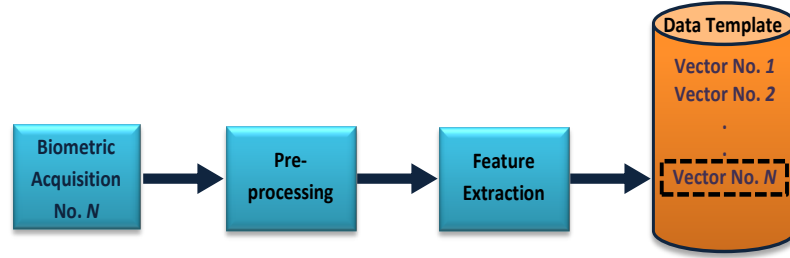 Biometric
Acquisition
No. N
Pre-
processing
Feature
Extraction
Data Template
Vector No. 1
Vector No. 2
.
.
Vector No. N